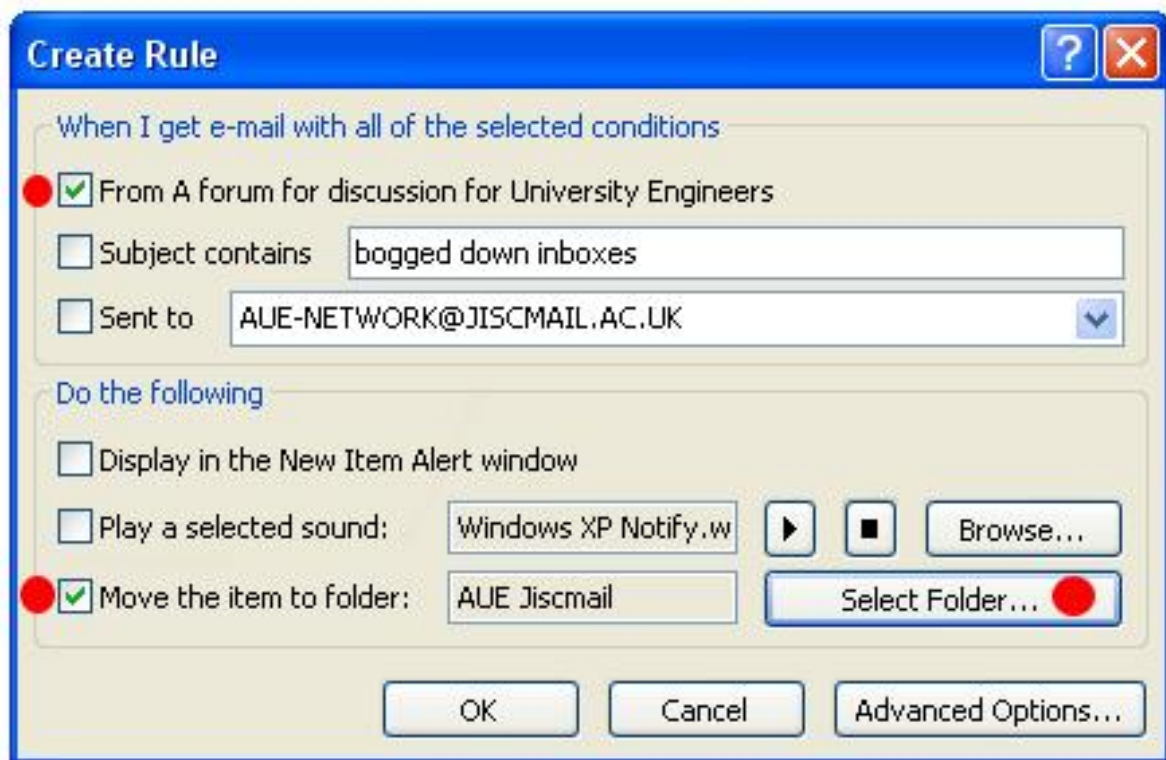 Create Rule
When I get e-mail with all of the selected conditions
From A forum for discussion for University Engineers
Subject contains bogged down inboxes
Sent to AUE-NETWORK@JISCMAIL.AC.UK
Do the following
Display in the New Item Alert window
Play a selected sound: Windows XP Notify.w Browse...
Move the item to folder: AUE Jiscmail Select Folder...
OK Cancel Advanced Options...